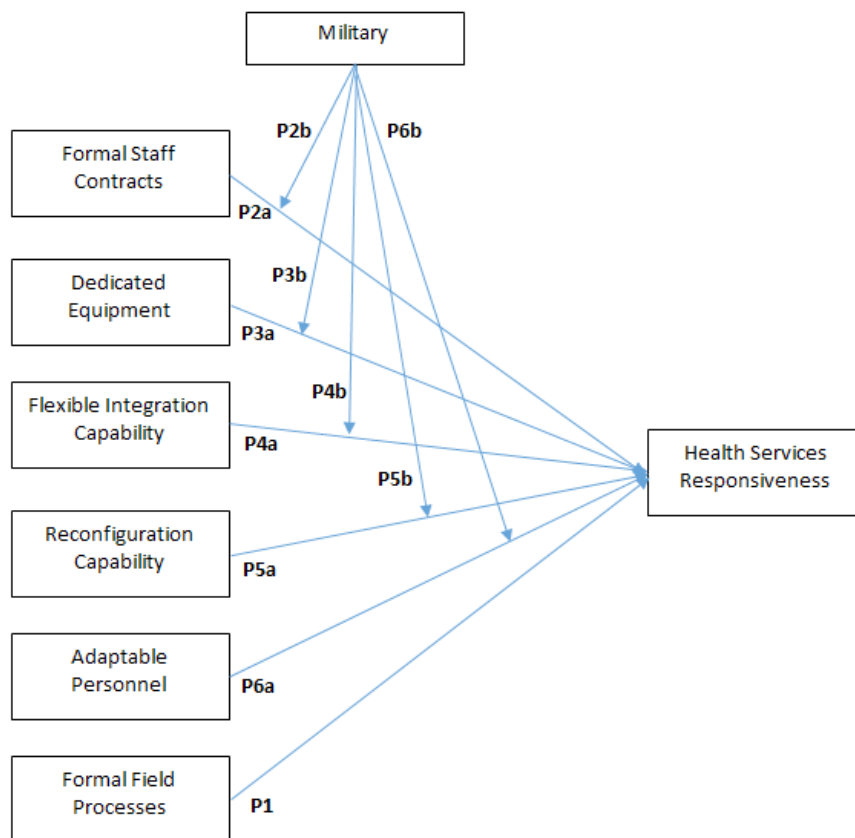 Military
P2b
P6b
Formal Staff
Contracts
P2a
Dedicated
Equipment
P3b
P3a
Flexible Integration
Capability
P4b
P4a
Health Services
Responsiveness
P5b
Reconfiguration
Capability
P5a
Adaptable
Personnel
P6a
Formal Field
Processes
P1